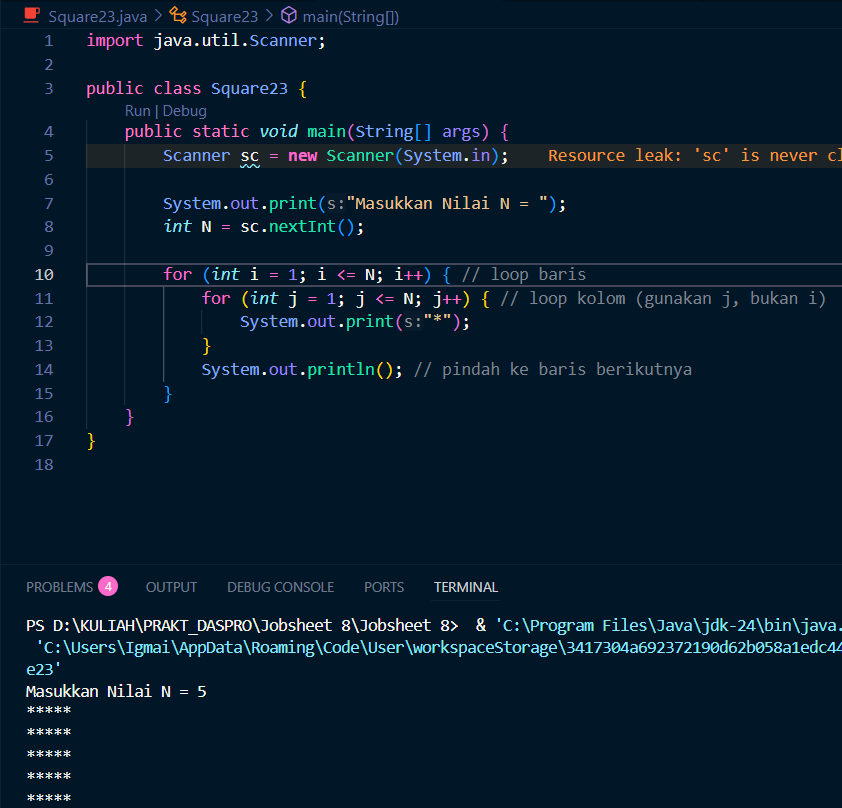 Square23.java > Square23 > main(String[])
1 import java.util.Scanner;
2
3 public class Square23 {
Run | Debug
4 public static void main(String[] args) {
5 Scanner sc = new Scanner(System.in); Resource leak: 'sc' is never cl
6
7 System.out.print(s:"Masukkan Nilai N = ");
8 int N = sc.nextInt();
9
10 for (int i = 1; i <= N; i++) { // loop baris
11 for (int j = 1; j <= N; j++) { // loop kolom (gunakan j, bukan i)
12 System.out.print(s:"*");
13 }
14 System.out.println(); // pindah ke baris berikutnya
15 }
16 }
17 }
18
PROBLEMS 4 OUTPUT DEBUG CONSOLE PORTS TERMINAL
PS D:\KULIAH\PRAKT_DASPRO\Jobsheet 8\Jobsheet 8> & 'C:\Program Files\Java\jdk-24\bin\java.
'C:\Users\Igmai\AppData\Roaming\Code\User\workspaceStorage\3417304a692372190d62b058a1edc44
e23'
Masukkan Nilai N = 5
*****
*****
*****
*****
*****